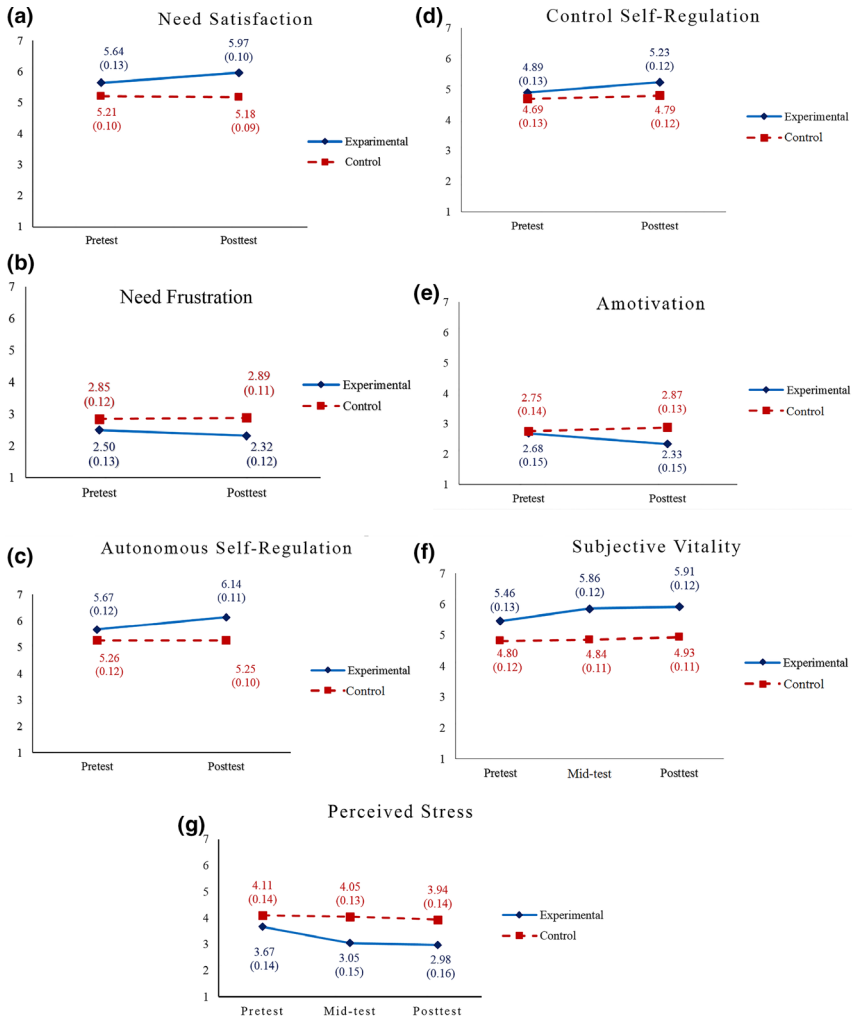 (a)
Need Satisfaction
7
6
5
4
3
2
1
5.64
(0.13)
5.97
(0.10)
5.21
(0.10)
5.18
(0.09)
Exparimental
Control
Pretest
Posttest
(b)
Need Frustration
7
6
5
4
3
2
1
2.85
(0.12)
2.89
(0.11)
2.50
(0.13)
2.32
(0.12)
Experimental
Control
Pretest
Posttest
(c)
Autonomous Self-Regulation
7
6
5
4
3
2
1
5.67
(0.12)
6.14
(0.11)
5.26
(0.12)
5.25
(0.10)
Experimental
Control
Pretest
Posttest
(d)
Control Self-Regulation
7
6
5
4
3
2
1
4.89
(0.13)
5.23
(0.12)
4.69
(0.13)
4.79
(0.12)
Experimental
Control
Pretest
Posttest
(e)
Amotivation
7
6
5
4
3
2
1
2.75
(0.14)
2.87
(0.13)
2.68
(0.15)
2.33
(0.15)
Experimental
Control
Pretest
Posttest
(f)
Subjective Vitality
7
6
5
4
3
2
1
5.46
(0.13)
5.86
(0.12)
5.91
(0.12)
4.80
(0.12)
4.84
(0.11)
4.93
(0.11)
Experimental
Control
Pretest
Mid-test
Posttest
(g)
Perceived Stress
7
6
5
4
3
2
1
4.11
(0.14)
4.05
(0.13)
3.94
(0.14)
3.67
(0.14)
3.05
(0.15)
2.98
(0.16)
Experimental
Control
Pretest
Mid-test
Posttest